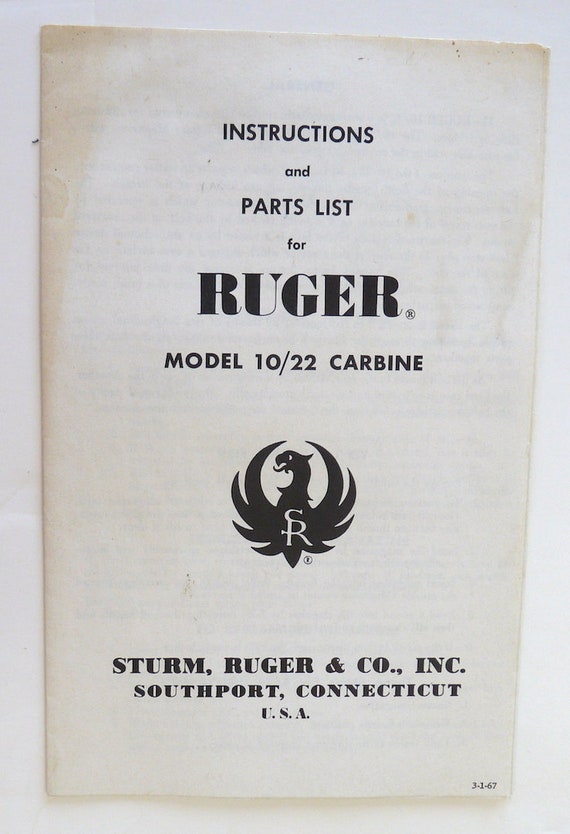 INSTRUCTIONS
and
PARTS LIST
for
RUGER®
MODEL 10/22 CARBINE
SR
®
STURM, RUGER & CO., INC.
SOUTHPORT, CONNECTICUT
U. S. A.
3-1-67